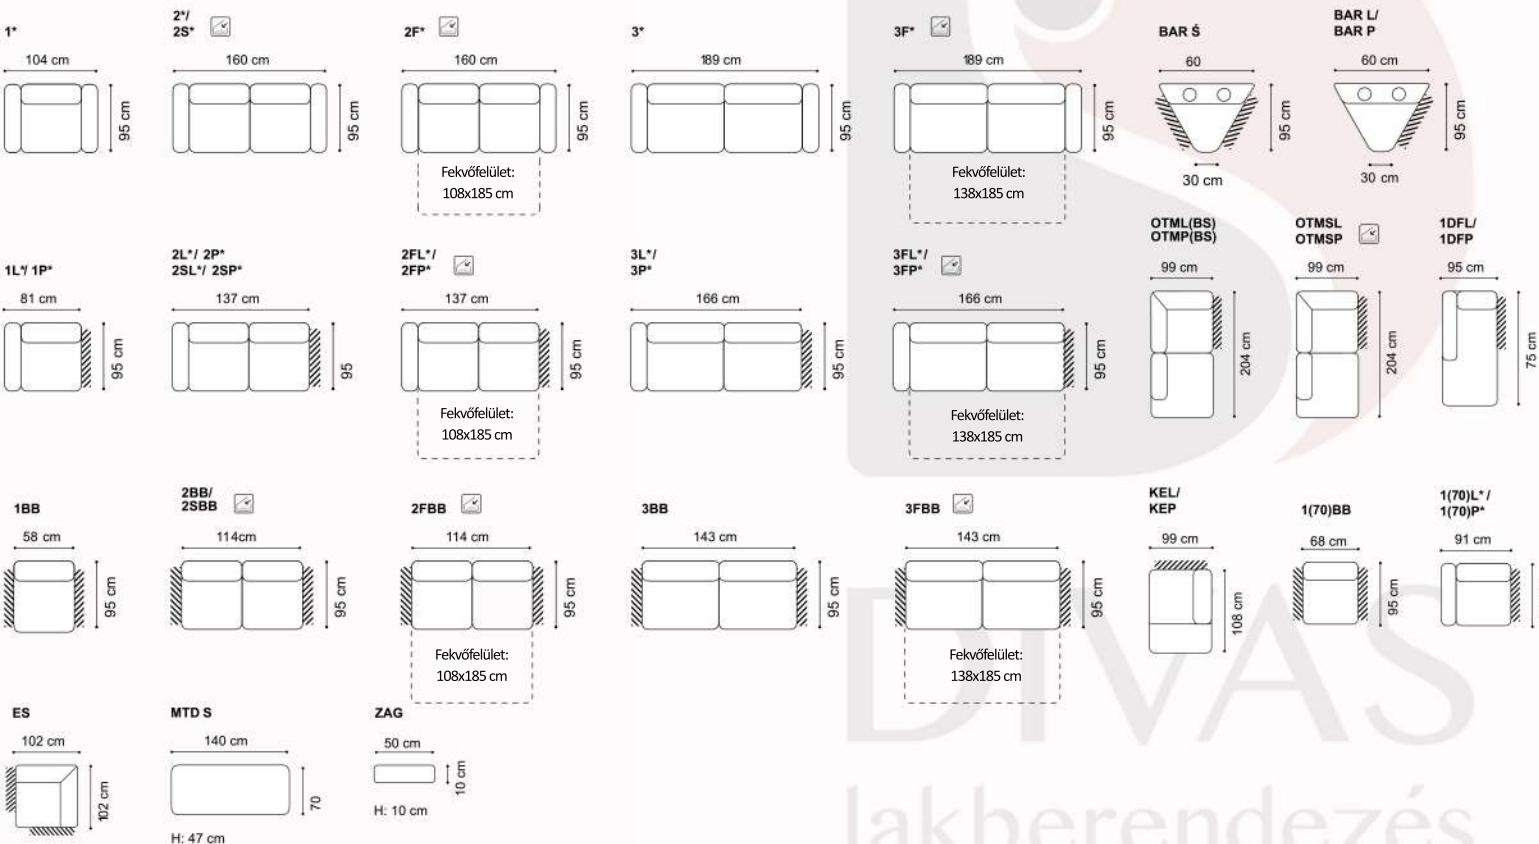 1*
104 cm
95 cm
2*/
2S*
160 cm
95 cm
2F*
160 cm
95 cm
Fekvőfelület:
108x185 cm
3*
189 cm
95 cm
3F*
189 cm
95 cm
Fekvőfelület:
138x185 cm
BAR Ś
60
95 cm
30 cm
BAR L/
BAR P
60 cm
95 cm
30 cm
1L*/ 1P*
81 cm
95 cm
2L*/ 2P*
2SL*/ 2SP*
137 cm
95
2FL*/
2FP*
137 cm
95 cm
Fekvőfelület:
108x185 cm
3L*/
3P*
166 cm
95 cm
3FL*/
3FP*
166 cm
95 cm
Fekvőfelület:
138x185 cm
OTML(BS)
OTMP(BS)
99 cm
204 cm
OTMSL
OTMSP
99 cm
204 cm
1DFL/
1DFP
95 cm
75 cm
1BB
58 cm
95 cm
2BB/
2SBB
114cm
95 cm
2FBB
114 cm
95 cm
Fekvőfelület:
108x185 cm
3BB
143 cm
95 cm
3FBB
143 cm
95 cm
Fekvőfelület:
138x185 cm
KEL/
KEP
99 cm
108 cm
1(70)BB
68 cm
95 cm
1(70)L* /
1(70)P*
91 cm
ES
102 cm
102 cm
MTD S
140 cm
70
H: 47 cm
ZAG
50 cm
10 cm
H: 10 cm
DIVAS
lakberendezés